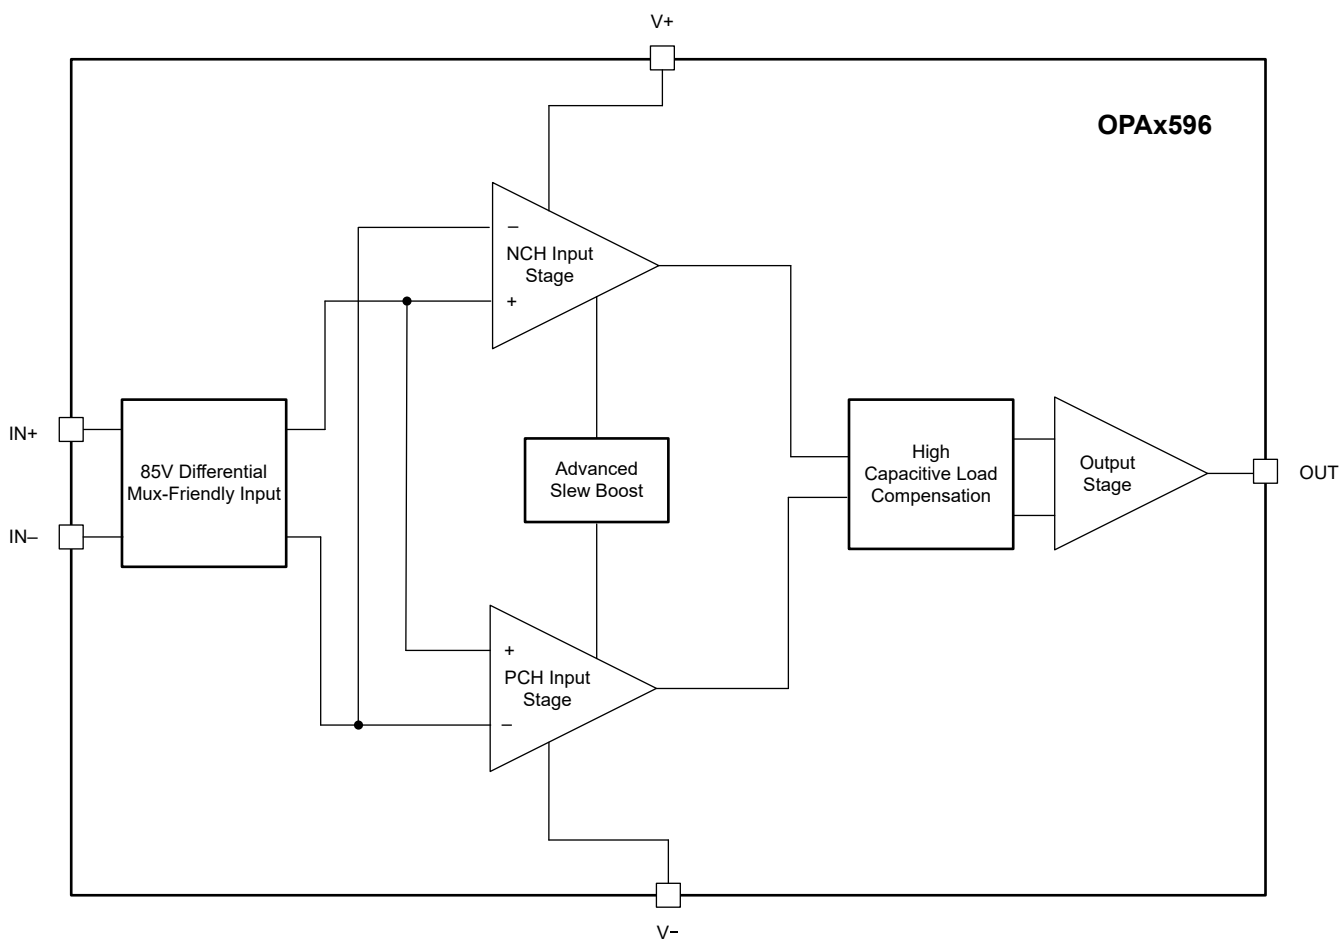 V+
OPAx596
−
NCH Input
Stage
+
IN+
85V Differential
Mux-Friendly Input
IN−
Advanced
Slew Boost
High
Capacitive Load
Compensation
Output
Stage
OUT
+
PCH Input
Stage
−
V−